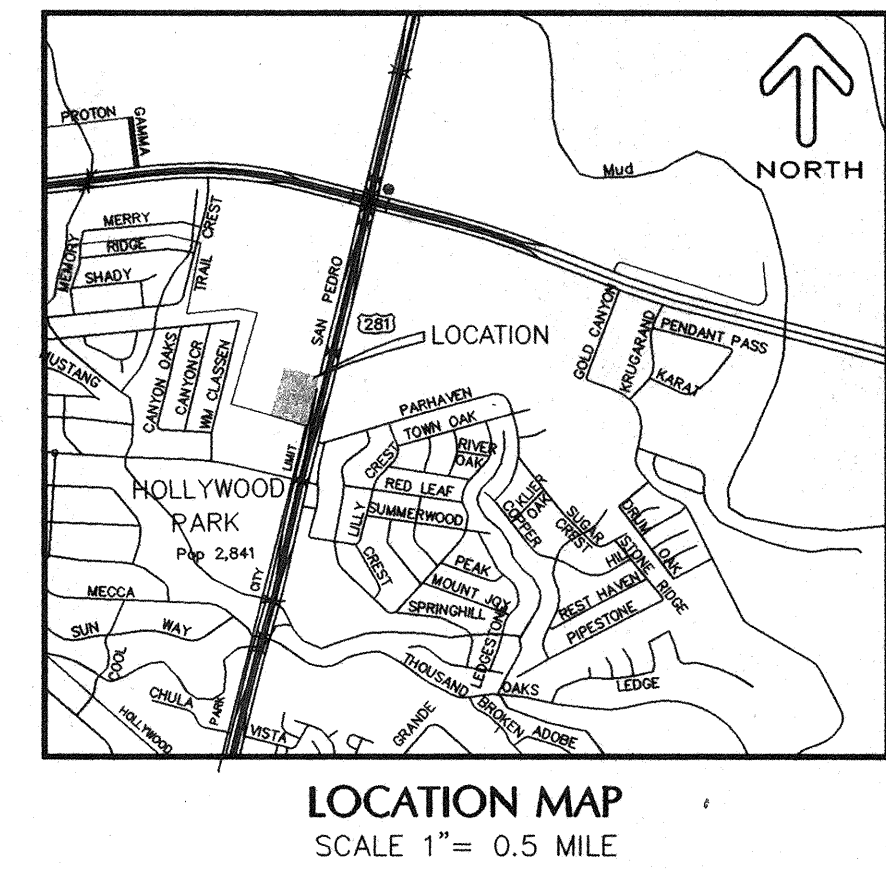 PROTON
GAMMA
NORTH
Mud
MERRY
RIDGE
MEMORY
SHADY
TRAIL
CREST
SAN PEDRO
281
LOCATION
GOLD CANYON
KRUGARAND
PENDANT PASS
KARAT
MUSTANG
CANYON OAKS
CANYON CR
WM CLASSEN
PARHAVEN
TOWN OAK
RIVER
OAK
CREST
RED LEAF
SUMMERWOOD
LILLY
CREST
LIMIT
HOLLYWOOD
PARK
Pop 2,841
KLIER
OAK
COPPER
SUGAR
CREST
DRUM OAK
HILL
STONE RIDGE
PEAK
MOUNT JOY
SPRINGHILL
LEDGESTONE
REST HAVEN
PIPESTONE
CITY
MECCA
SUN WAY
COOL
CHULA
PARK
VISTA
HOLLYWOOD
THOUSAND OAKS
LEDGE
GRANDE
BROKEN
ADOBE
LOCATION MAP
SCALE 1"= 0.5 MILE